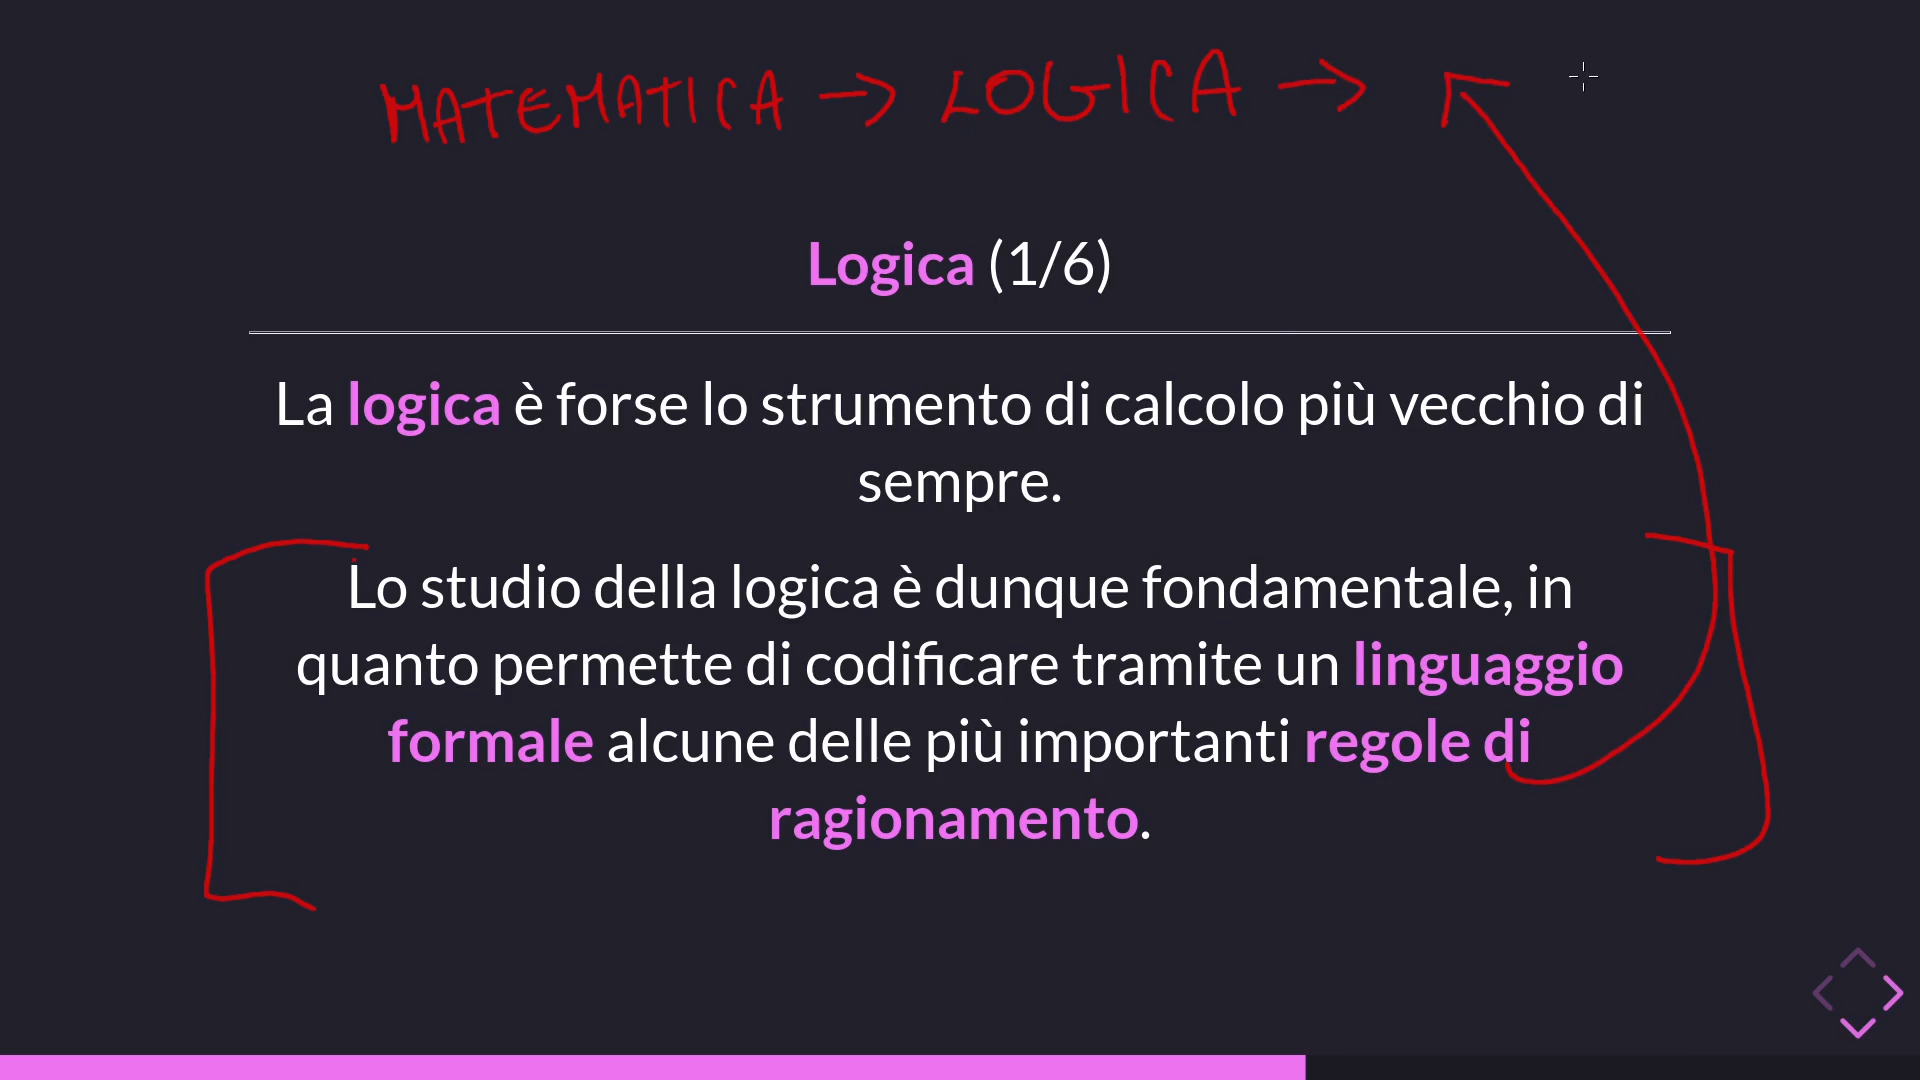 MATEMATICA → LOGICA →
Logica (1/6)
La logica è forse lo strumento di calcolo più vecchio di
sempre.
Lo studio della logica è dunque fondamentale, in
quanto permette di codificare tramite un linguaggio
formale alcune delle più importanti regole di
ragionamento.